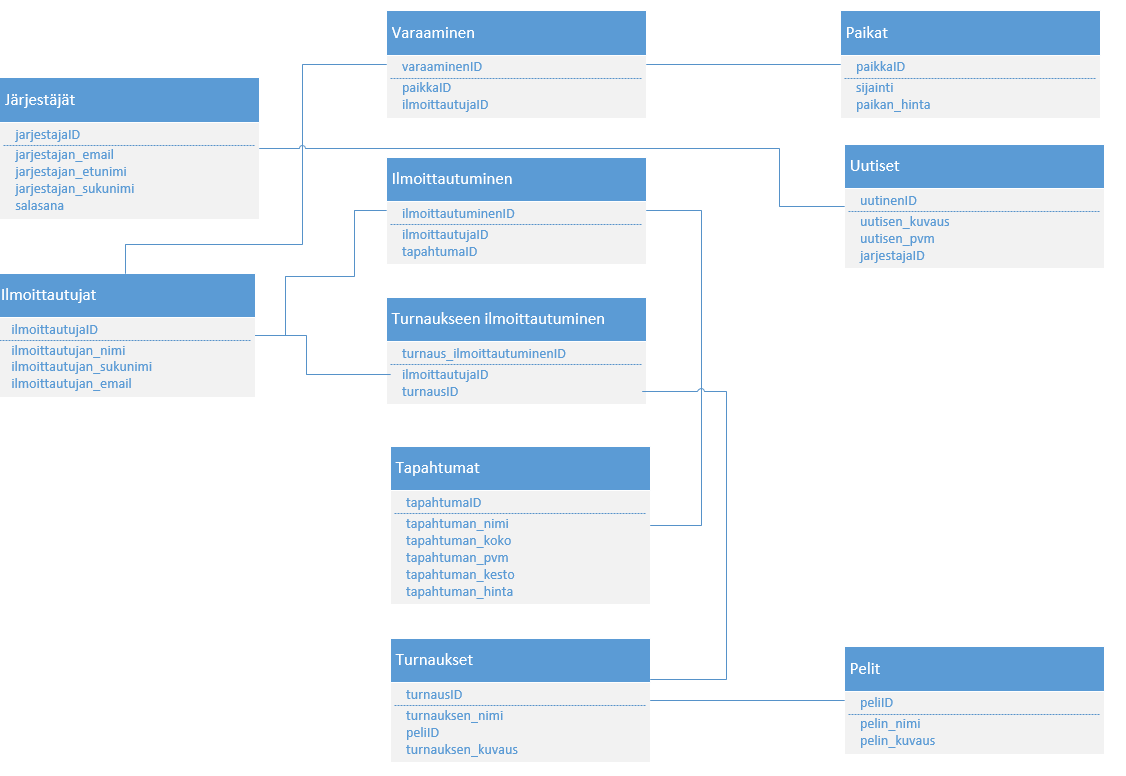 Varaaminen
varaaminenID
paikkaID
ilmoittautujaID
Paikat
paikkaID
sijainti
paikan_hinta
Järjestäjät
jarjestajaID
jarjestajan_email
jarjestajan_etunimi
jarjestajan_sukunimi
salasana
Ilmoittautuminen
ilmoittautuminenID
ilmoittautujaID
tapahtumaID
Uutiset
uutinenID
uutisen_kuvaus
uutisen_pvm
jarjestajaID
Ilmoittautujat
ilmoittautujaID
ilmoittautujan_nimi
ilmoittautujan_sukunimi
ilmoittautujan_email
Turnaukseen ilmoittautuminen
turnaus_ilmoittautuminenID
ilmoittautujaID
turnausID
Tapahtumat
tapahtumaID
tapahtuman_nimi
tapahtuman_koko
tapahtuman_pvm
tapahtuman_kesto
tapahtuman_hinta
Turnaukset
turnausID
turnauksen_nimi
peliID
turnauksen_kuvaus
Pelit
peliID
pelin_nimi
pelin_kuvaus